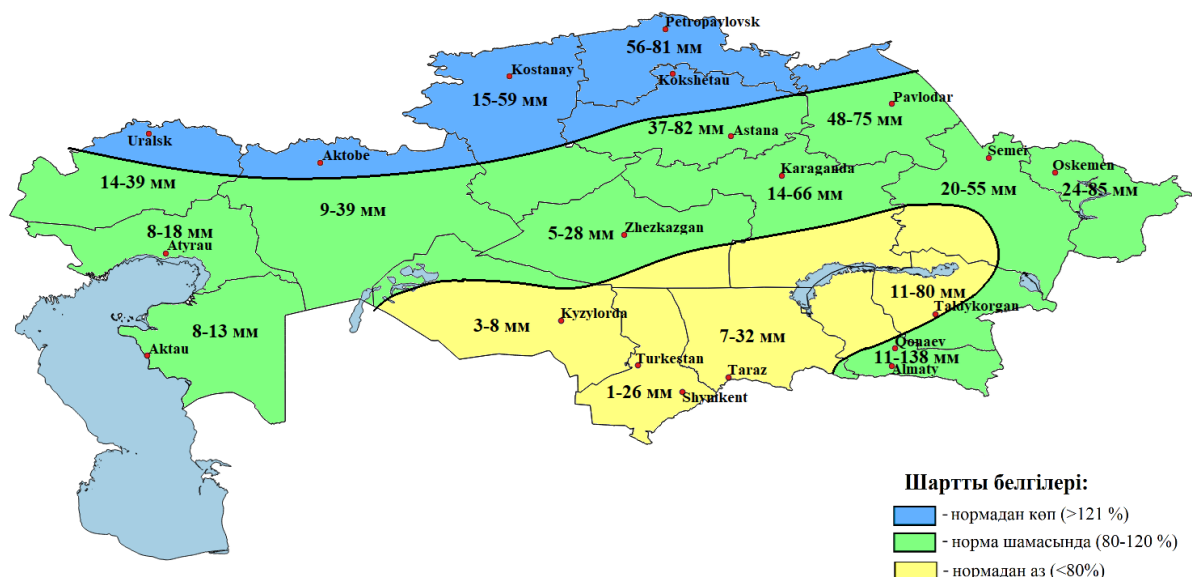 Petropavlovsk
56-81 мм
Kostanay
Kokshetau
15-59 мм
Pavlodar
48-75 мм
37-82 мм
Astana
Uralsk
Aktobe
Semei
Oskemen
Karaganda
14-39 мм
14-66 мм
20-55 мм
24-85 мм
9-39 мм
8-18 мм
5-28 мм
Zhezkazgan
Atyrau
11-80 мм
Taldykorgan
Kyzylorda
3-8 мм
8-13 мм
7-32 мм
Qonaev
Aktau
11-138 мм
Turkestan
Taraz
Almaty
1-26 мм
Shymkent
Шартты белгілері:
- нормадан көп (>121 %)
- норма шамасында (80-120 %)
- нормадан аз (<80%)